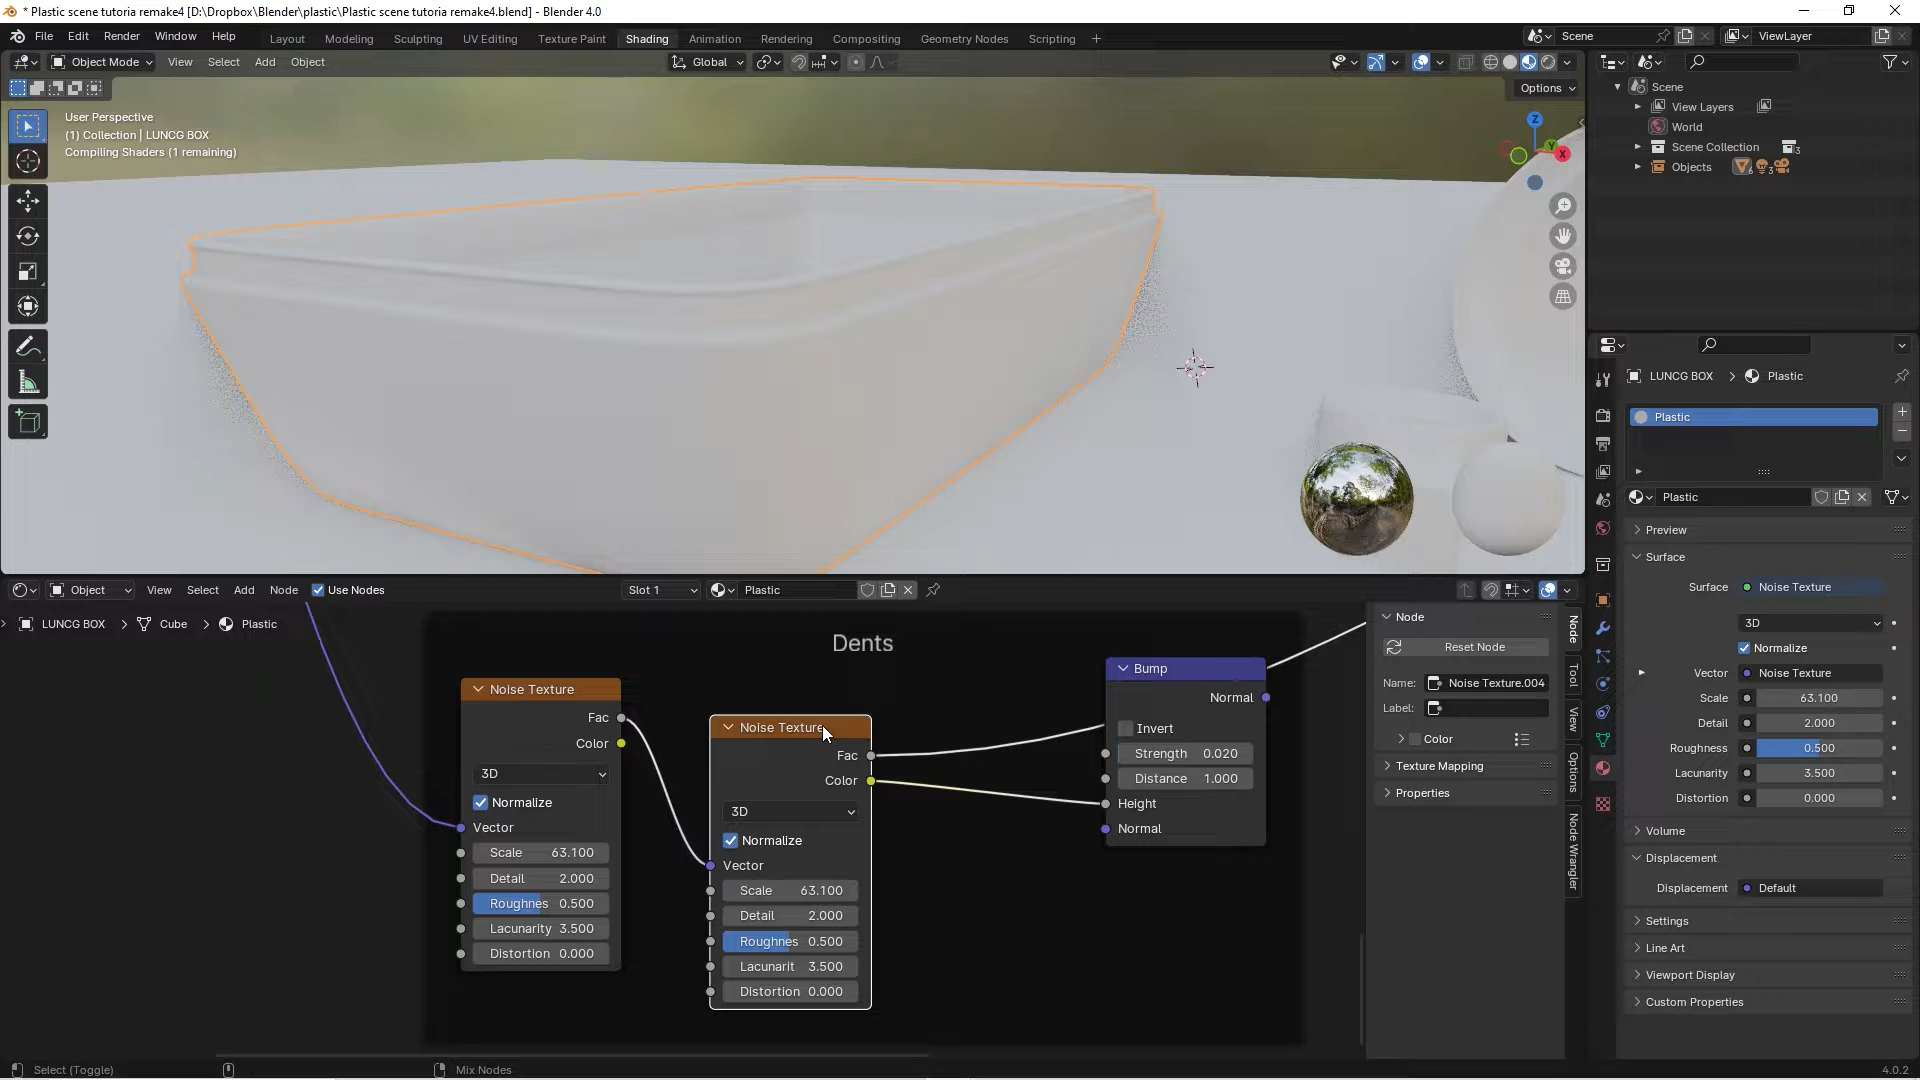 * Plastic scene tutoria remake4 [D:\Dropbox\Blender\plastic\Plastic scene tutoria remake4.blend] - Blender 4.0
File Edit Render Window Help Layout Modeling Sculpting UV Editing Texture Paint Shading Animation Rendering Compositing Geometry Nodes Scripting + Scene ViewLayer
Object Mode View Select Add Object Global
Options
User Perspective
(1) Collection | LUNCG BOX
Compiling Shaders (1 remaining)
Z
Y
X
Scene
View Layers
World
Scene Collection 3
Objects 6 3
LUNCG BOX > Plastic
Plastic
Plastic
Preview
Surface
Surface Noise Texture
3D
Normalize
Vector Noise Texture
Scale 63.100
Detail 2.000
Roughness 0.500
Lacunarity 3.500
Distortion 0.000
Volume
Displacement
Displacement Default
Settings
Line Art
Viewport Display
Custom Properties
Object View Select Add Node Use Nodes Slot 1 Plastic
LUNCG BOX > Cube > Plastic
Dents
Noise Texture
Fac
Color
3D
Normalize
Vector
Scale 63.100
Detail 2.000
Roughnes 0.500
Lacunarity 3.500
Distortion 0.000
Noise Texture
Fac
Color
3D
Normalize
Vector
Scale 63.100
Detail 2.000
Roughnes 0.500
Lacunarit 3.500
Distortion 0.000
Bump
Normal
Invert
Strength 0.020
Distance 1.000
Height
Normal
Node
Reset Node
Name: Noise Texture.004
Label:
Color
Texture Mapping
Properties
Node
Tool
View
Options
Node Wrangler
Select (Toggle) Mix Nodes 4.0.2